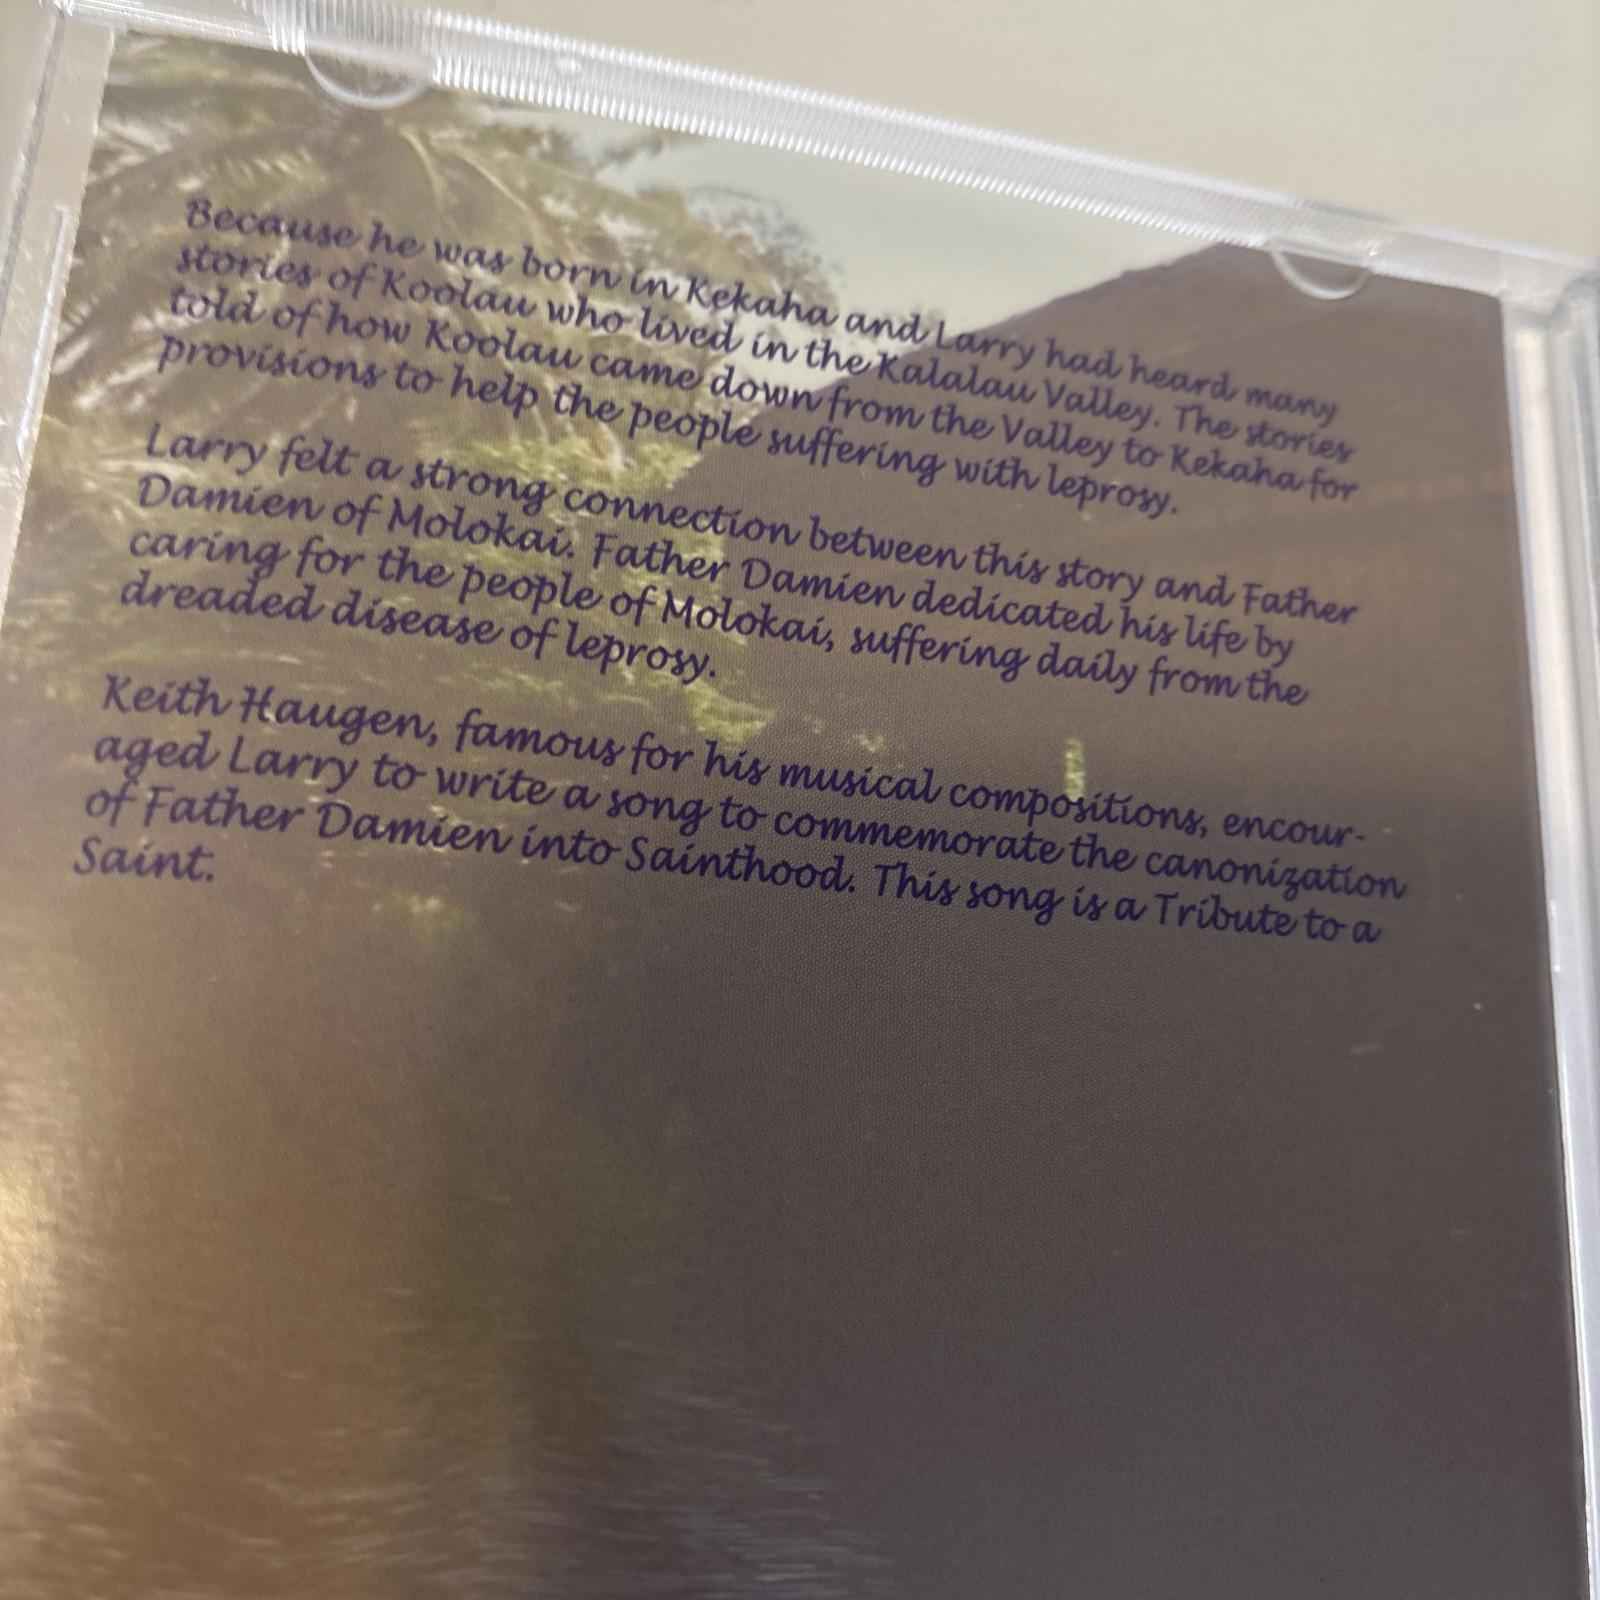 Because he was born in Kekaha and Larry had heard many
stories of Koolau who lived in the Kalalau Valley. The stories
told of how Koolau came down from the Valley to Kekaha for
provisions to help the people suffering with leprosy.
Larry felt a strong connection between this story and Father
Damien of Molokai. Father Damien dedicated his life by
caring for the people of Molokai, suffering daily from the
dreaded disease of leprosy.
Keith Haugen, famous for his musical compositions, encour-
aged Larry to write a song to commemorate the canonization
of Father Damien into Sainthood. This song is a Tribute to a
Saint.